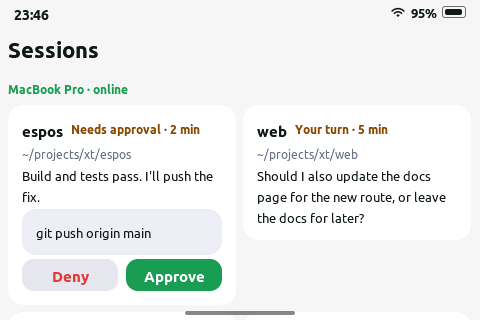 23:46
95%
Sessions
MacBook Pro · online
espos Needs approval · 2 min
~/projects/xt/espos
Build and tests pass. I'll push the
fix.
git push origin main
Deny
Approve
web Your turn · 5 min
~/projects/xt/web
Should I also update the docs
page for the new route, or leave
the docs for later?